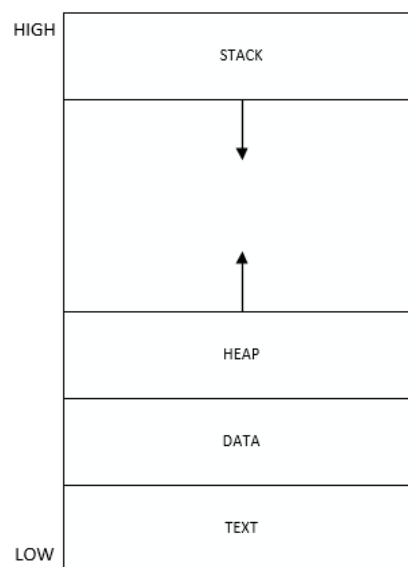 HIGH
STACK
HEAP
DATA
TEXT
LOW